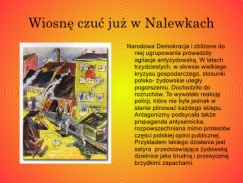 Wiosnę czuć już w Nalewkach
Narodowa Demokracja i zbliżone do
niej ugrupowania prowadziły
agitacje antyżydowską. W latach
trzydziestych, w okresie wielkiego
kryzysu gospodarczego, stosunki
polsko- żydowskie uległy
pogorszeniu. Dochodziło do
rozruchów. To wywołało reakcję
policji, która nie była jednak w
stanie pilnować każdego sklepu.
Antagonizmy podsycała także
propaganda antysemicka,
rozpowszechniana mimo protestów
części polskiej opinii publicznej.
Przykładem takiego działania jest
satyra przedstawiająca żydowską
dzielnice jako brudną i przesyconą
brzydkimi zapachami.